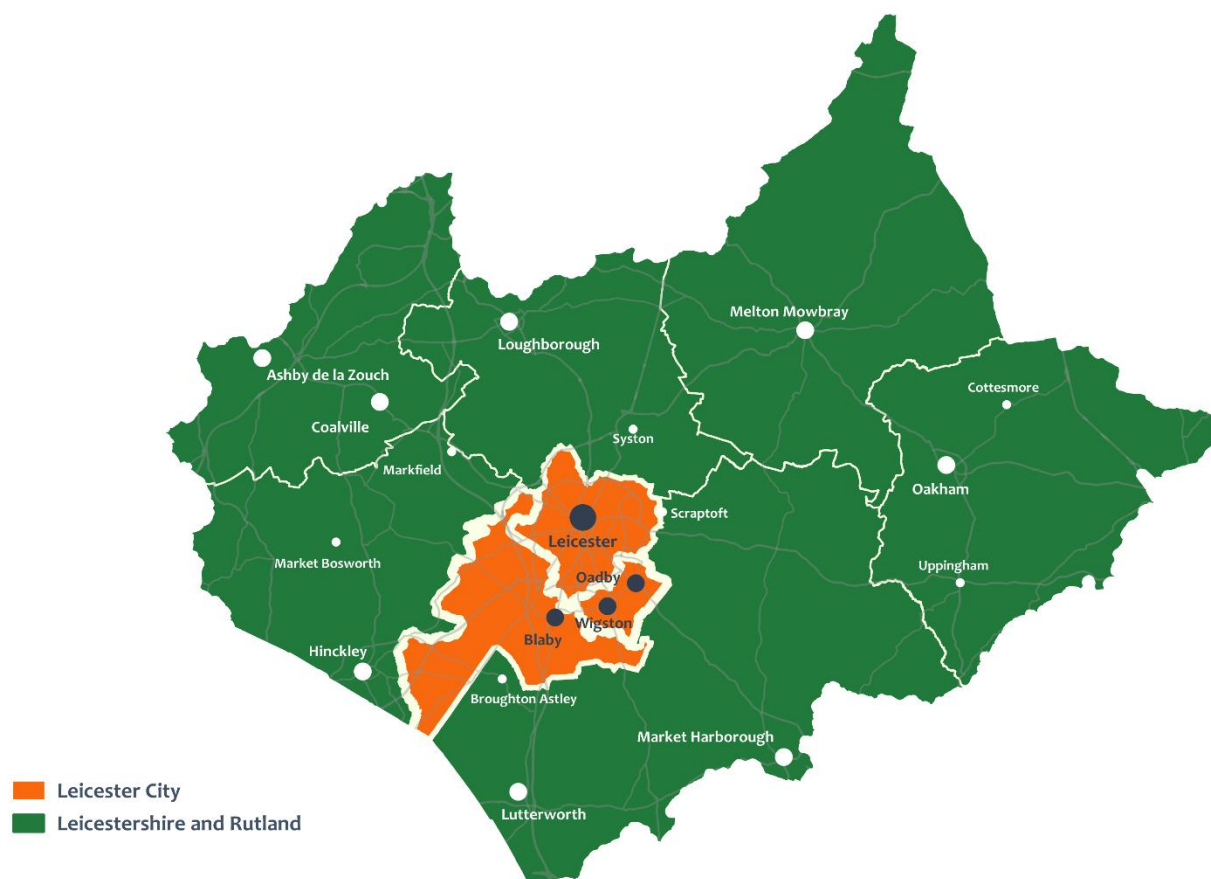 Melton Mowbray
Loughborough
Ashby de la Zouch
Cottesmore
Coalville
Syston
Markfield
Oakham
Scraptoft
Leicester
Market Bosworth
Uppingham
Oadby
Wigston
Blaby
Hinckley
Broughton Astley
Market Harborough
Leicester City
Lutterworth
Leicestershire and Rutland